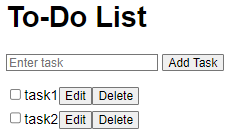 To-Do List
Enter task Add Task
task1 Edit Delete
task2 Edit Delete